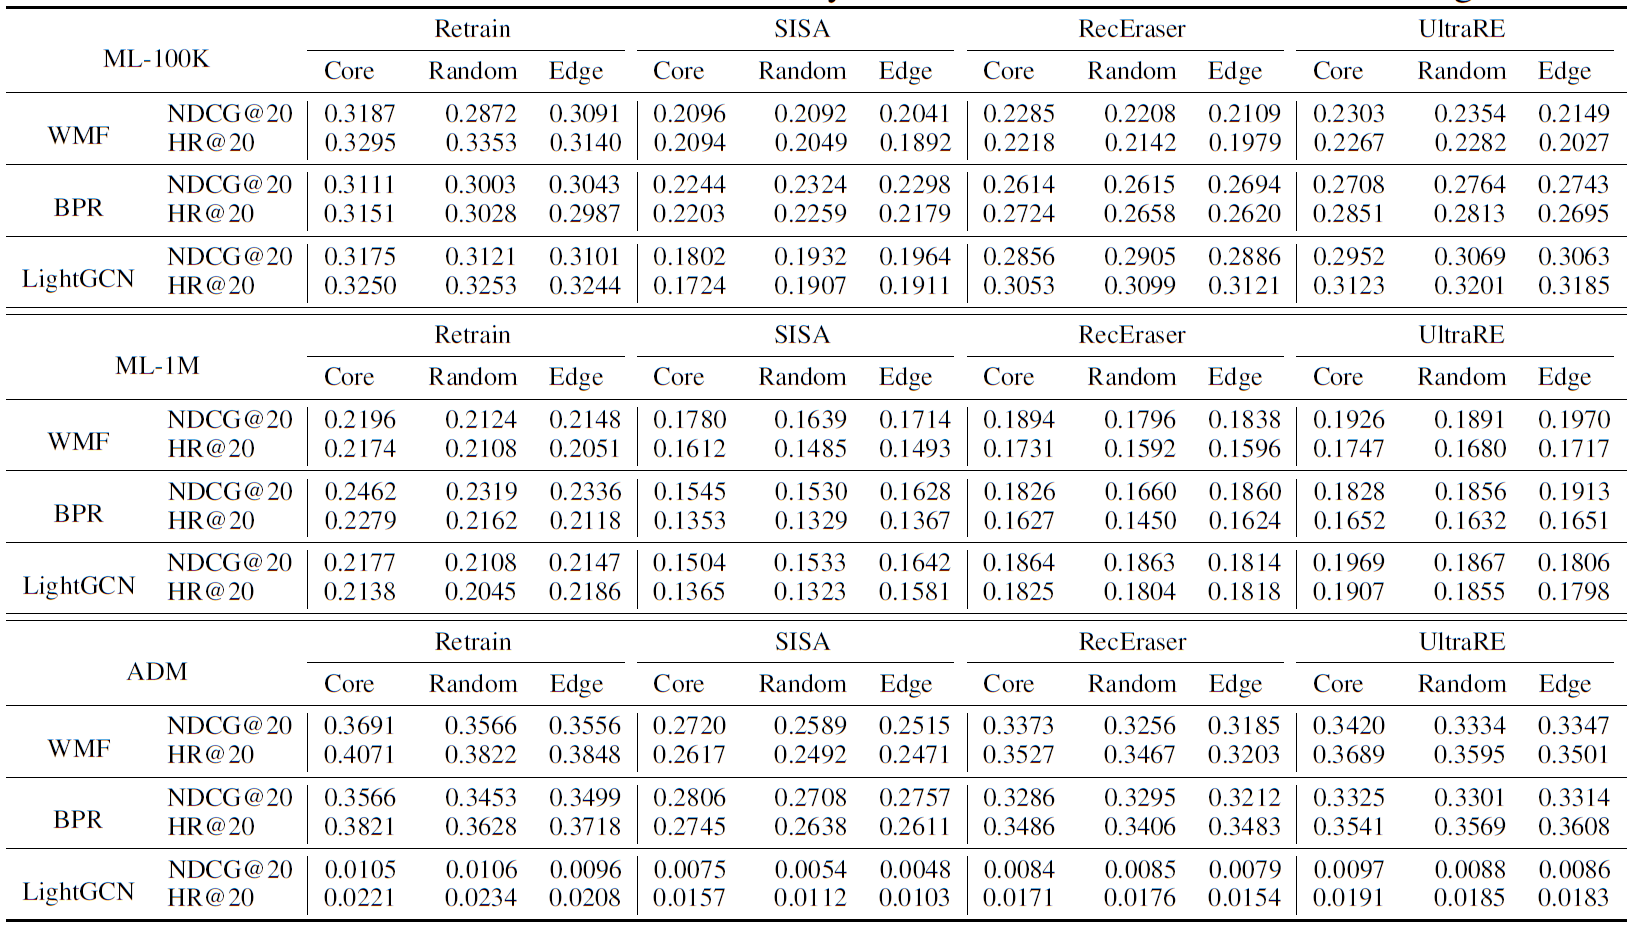 Retrain SISA RecEraser UltraRE
ML-100K
Core Random Edge Core Random Edge Core Random Edge Core Random Edge
NDCG@20 0.3187 0.2872 0.3091 0.2096 0.2092 0.2041 0.2285 0.2208 0.2109 0.2303 0.2354 0.2149
WMF
HR@20 0.3295 0.3353 0.3140 0.2094 0.2049 0.1892 0.2218 0.2142 0.1979 0.2267 0.2282 0.2027
NDCG@20 0.3111 0.3003 0.3043 0.2244 0.2324 0.2298 0.2614 0.2615 0.2694 0.2708 0.2764 0.2743
BPR
HR@20 0.3151 0.3028 0.2987 0.2203 0.2259 0.2179 0.2724 0.2658 0.2620 0.2851 0.2813 0.2695
NDCG@20 0.3175 0.3121 0.3101 0.1802 0.1932 0.1964 0.2856 0.2905 0.2886 0.2952 0.3069 0.3063
LightGCN
HR@20 0.3250 0.3253 0.3244 0.1724 0.1907 0.1911 0.3053 0.3099 0.3121 0.3123 0.3201 0.3185
Retrain SISA RecEraser UltraRE
ML-1M
Core Random Edge Core Random Edge Core Random Edge Core Random Edge
NDCG@20 0.2196 0.2124 0.2148 0.1780 0.1639 0.1714 0.1894 0.1796 0.1838 0.1926 0.1891 0.1970
WMF
HR@20 0.2174 0.2108 0.2051 0.1612 0.1485 0.1493 0.1731 0.1592 0.1596 0.1747 0.1680 0.1717
NDCG@20 0.2462 0.2319 0.2336 0.1545 0.1530 0.1628 0.1826 0.1660 0.1860 0.1828 0.1856 0.1913
BPR
HR@20 0.2279 0.2162 0.2118 0.1353 0.1329 0.1367 0.1627 0.1450 0.1624 0.1652 0.1632 0.1651
NDCG@20 0.2177 0.2108 0.2147 0.1504 0.1533 0.1642 0.1864 0.1863 0.1814 0.1969 0.1867 0.1806
LightGCN
HR@20 0.2138 0.2045 0.2186 0.1365 0.1323 0.1581 0.1825 0.1804 0.1818 0.1907 0.1855 0.1798
Retrain SISA RecEraser UltraRE
ADM
Core Random Edge Core Random Edge Core Random Edge Core Random Edge
NDCG@20 0.3691 0.3566 0.3556 0.2720 0.2589 0.2515 0.3373 0.3256 0.3185 0.3420 0.3334 0.3347
WMF
HR@20 0.4071 0.3822 0.3848 0.2617 0.2492 0.2471 0.3527 0.3467 0.3203 0.3689 0.3595 0.3501
NDCG@20 0.3566 0.3453 0.3499 0.2806 0.2708 0.2757 0.3286 0.3295 0.3212 0.3325 0.3301 0.3314
BPR
HR@20 0.3821 0.3628 0.3718 0.2745 0.2638 0.2611 0.3486 0.3406 0.3483 0.3541 0.3569 0.3608
NDCG@20 0.0105 0.0106 0.0096 0.0075 0.0054 0.0048 0.0084 0.0085 0.0079 0.0097 0.0088 0.0086
LightGCN
HR@20 0.0221 0.0234 0.0208 0.0157 0.0112 0.0103 0.0171 0.0176 0.0154 0.0191 0.0185 0.0183